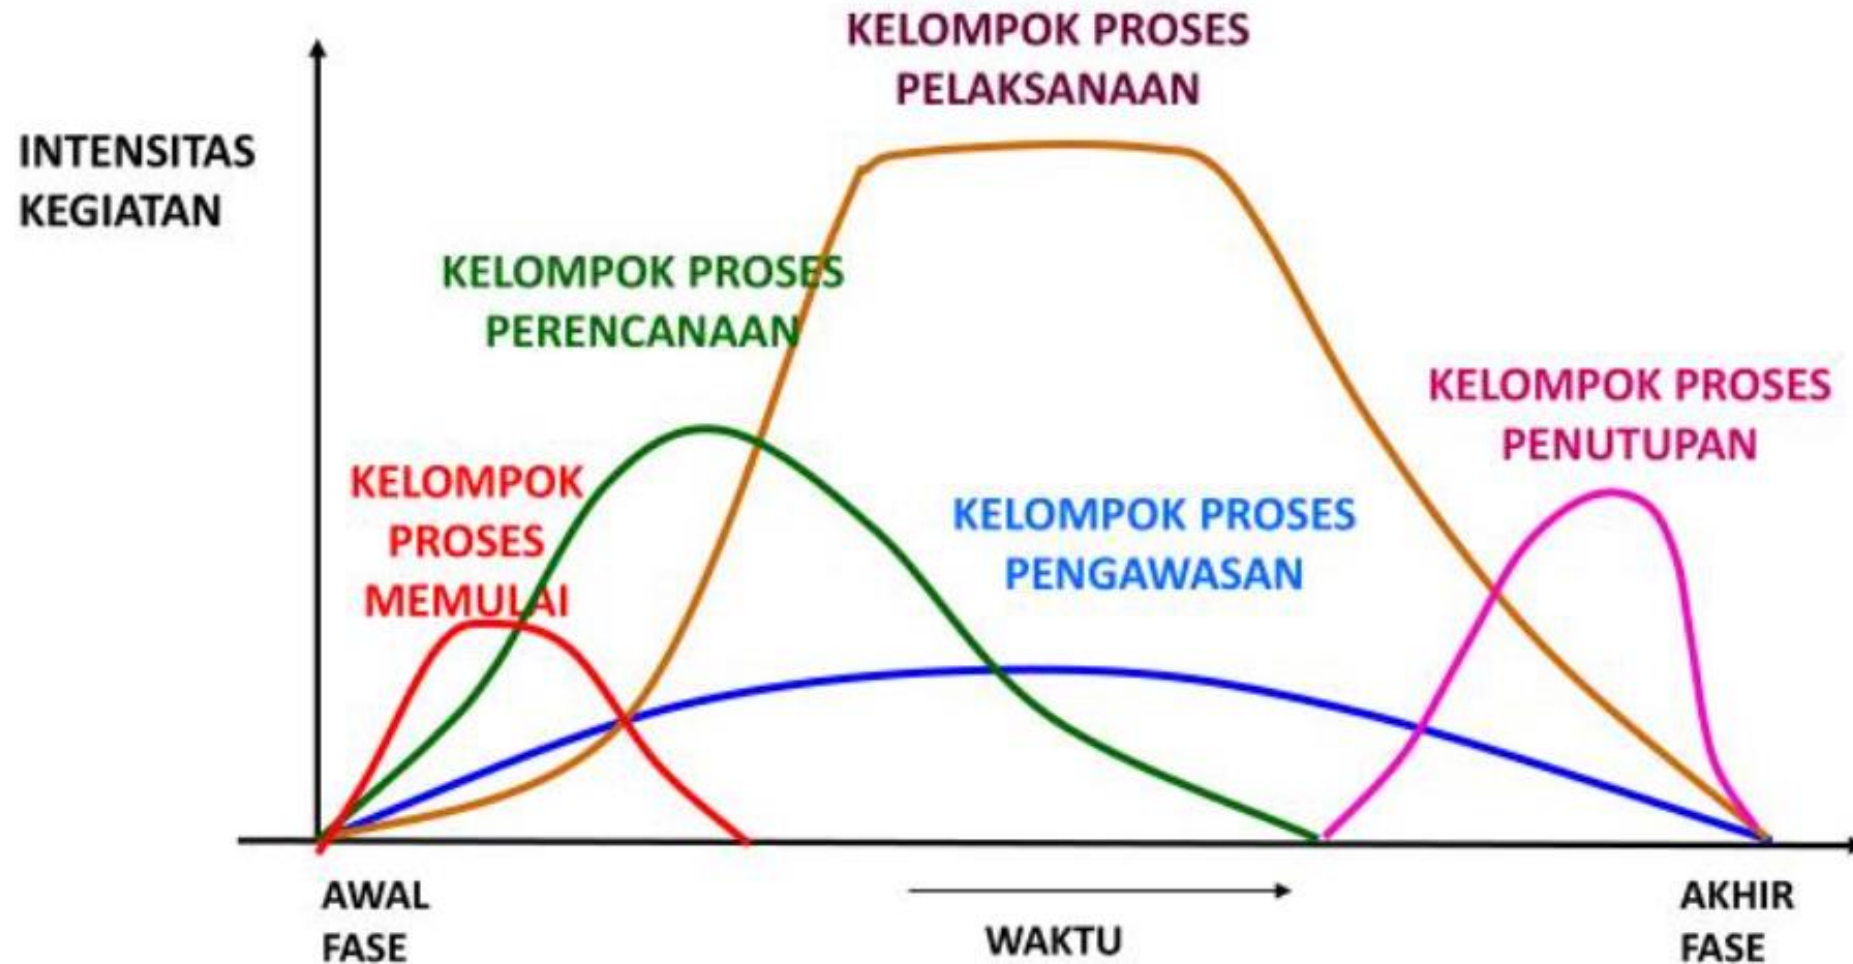 KELOMPOK PROSES
PELAKSANAAN
INTENSITAS
KEGIATAN
KELOMPOK PROSES
PERENCANAAN
KELOMPOK PROSES
PENUTUPAN
KELOMPOK
PROSES
MEMULAI
KELOMPOK PROSES
PENGAWASAN
AWAL
FASE
WAKTU
AKHIR
FASE